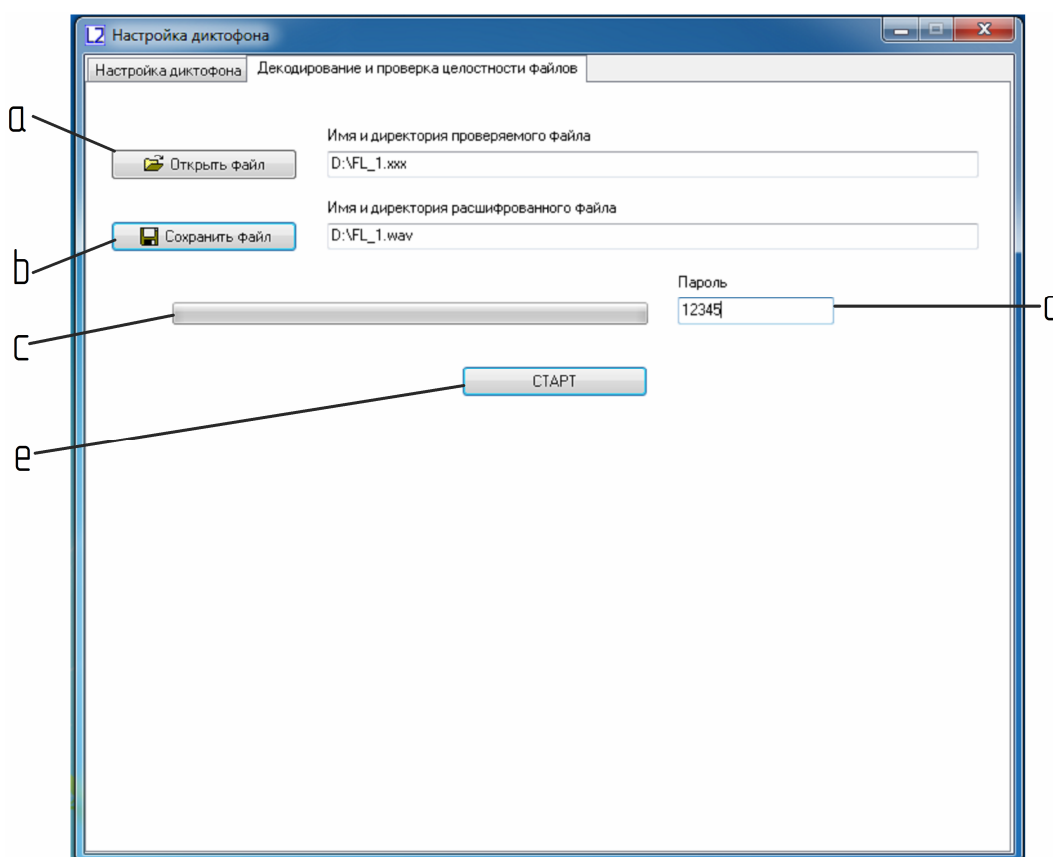 L2 Настройка диктофона
Настройка диктофона Декодирование и проверка целостности файлов
a
Имя и директория проверяемого файла
Открыть файл D:\FL_1.xxx
Имя и директория расшифрованного файла
Сохранить файл D:\FL_1.wav
b
Пароль
12345
c
СТАРТ
e